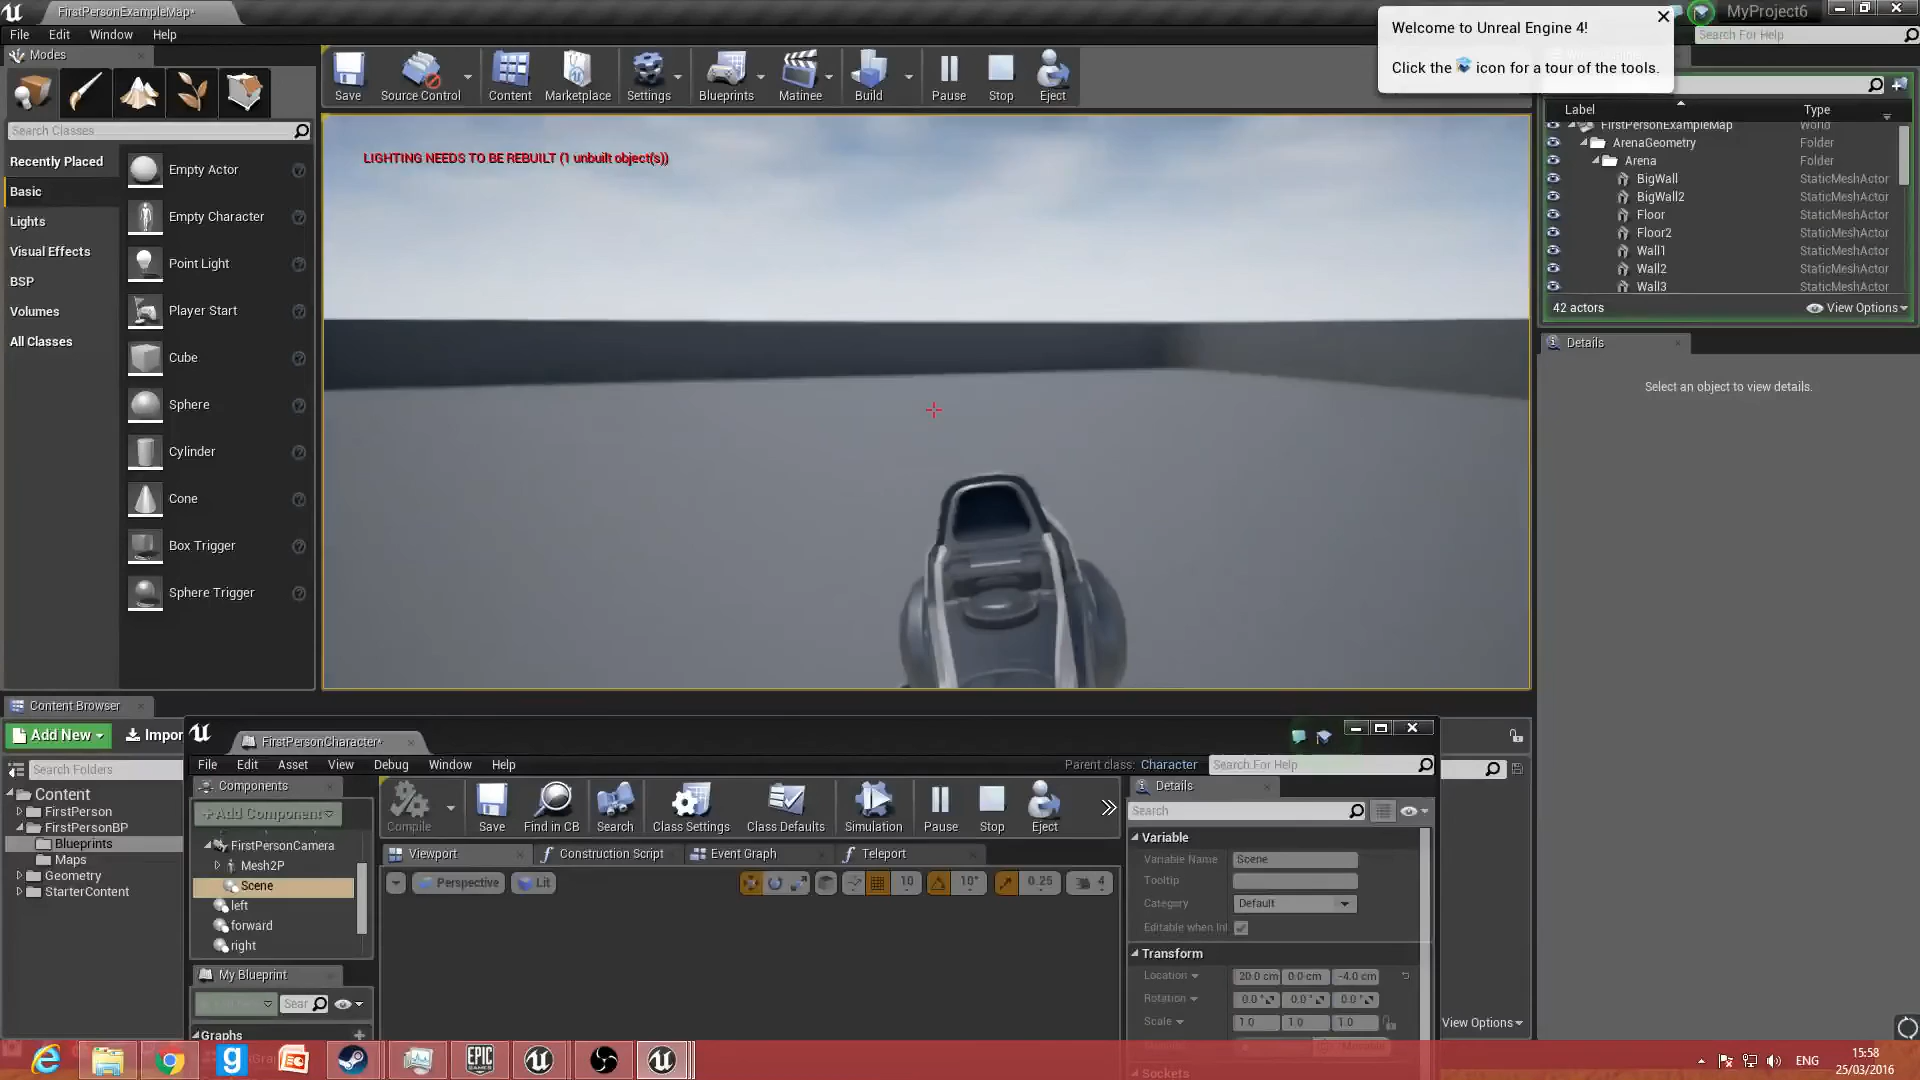 FirstPersonExampleMap*
MyProject6
File Edit Window Help
Search For Help
Welcome to Unreal Engine 4!
Click the icon for a tour of the tools.
Modes
Save
Source Control
Content
Marketplace
Settings
Blueprints
Matinee
Build
Pause
Stop
Eject
Search Classes
Recently Placed
Basic
Lights
Visual Effects
BSP
Volumes
All Classes
Empty Actor
Empty Character
Point Light
Player Start
Cube
Sphere
Cylinder
Cone
Box Trigger
Sphere Trigger
LIGHTING NEEDS TO BE REBUILT (1 unbuilt object(s))
Label Type
FirstPersonExampleMap World
ArenaGeometry Folder
Arena Folder
BigWall StaticMeshActor
BigWall2 StaticMeshActor
Floor StaticMeshActor
Floor2 StaticMeshActor
Wall1 StaticMeshActor
Wall2 StaticMeshActor
Wall3 StaticMeshActor
42 actors View Options
Details
Select an object to view details.
Content Browser
Add New Impor
Search Folders
Content
FirstPerson
FirstPersonBP
Blueprints
Maps
Geometry
StarterContent
FirstPersonCharacter*
File Edit Asset View Debug Window Help
Parent class: Character
Search For Help
Components
+Add Component
FirstPersonCamera
Mesh2P
Scene
left
forward
right
My Blueprint
Sear
Graphs
Compile
Save
Find in CB
Search
Class Settings
Class Defaults
Simulation
Pause
Stop
Eject
Viewport
Construction Script
Event Graph
Teleport
Perspective Lit
10 10° 0.25 4
Details
Search
Variable
Variable Name Scene
Tooltip
Category Default
Editable when Inl
Transform
Location 20.0 cm 0.0 cm -4.0 cm
Rotation 0.0 ° 0.0 ° 0.0 °
Scale 1.0 1.0 1.0
Sockets
View Options
ENG
15:58
25/03/2016